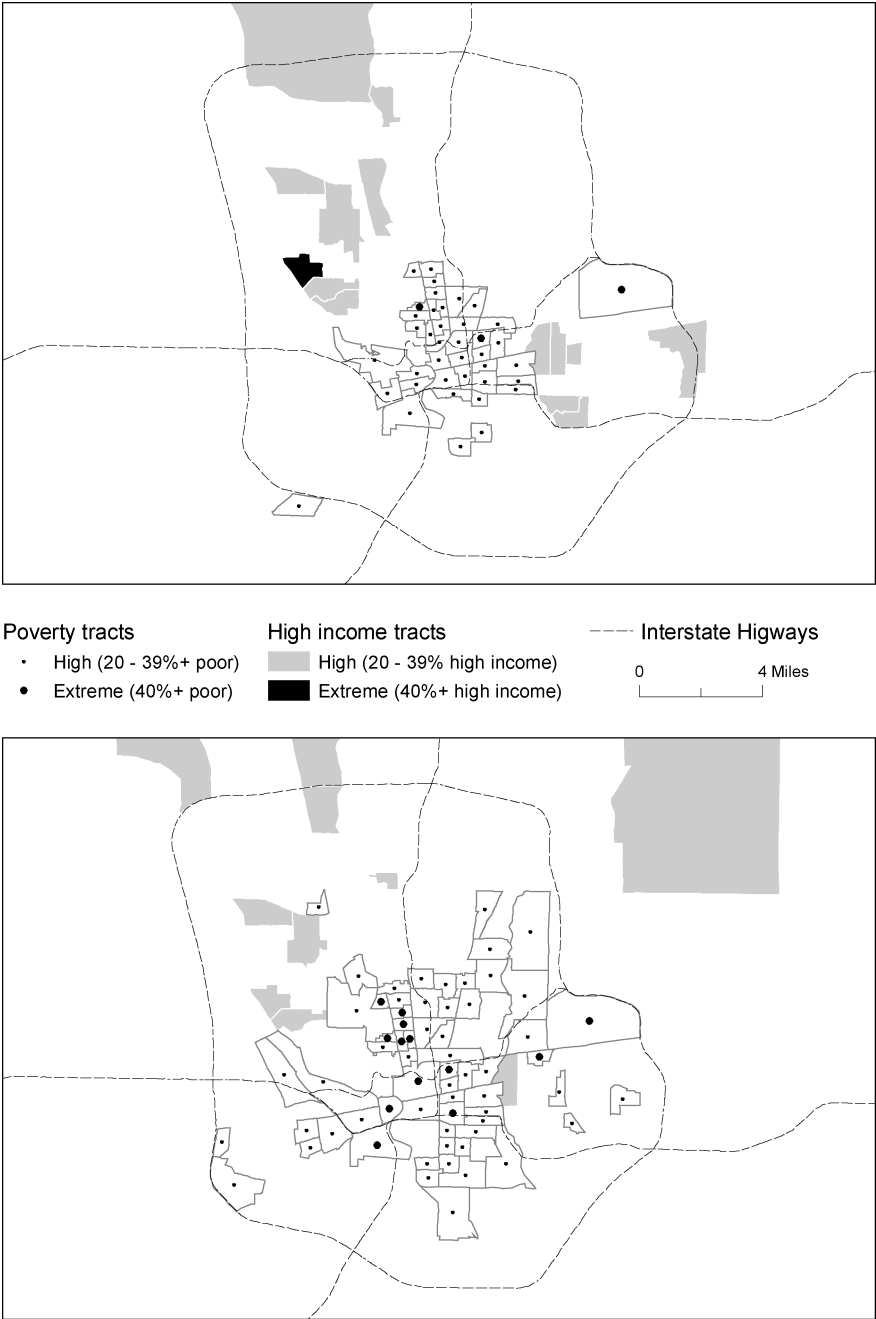 Poverty tracts
High (20 - 39%+ poor)
Extreme (40%+ poor)
High income tracts
High (20 - 39% high income)
Extreme (40%+ high income)
Interstate Higways
0 4 Miles